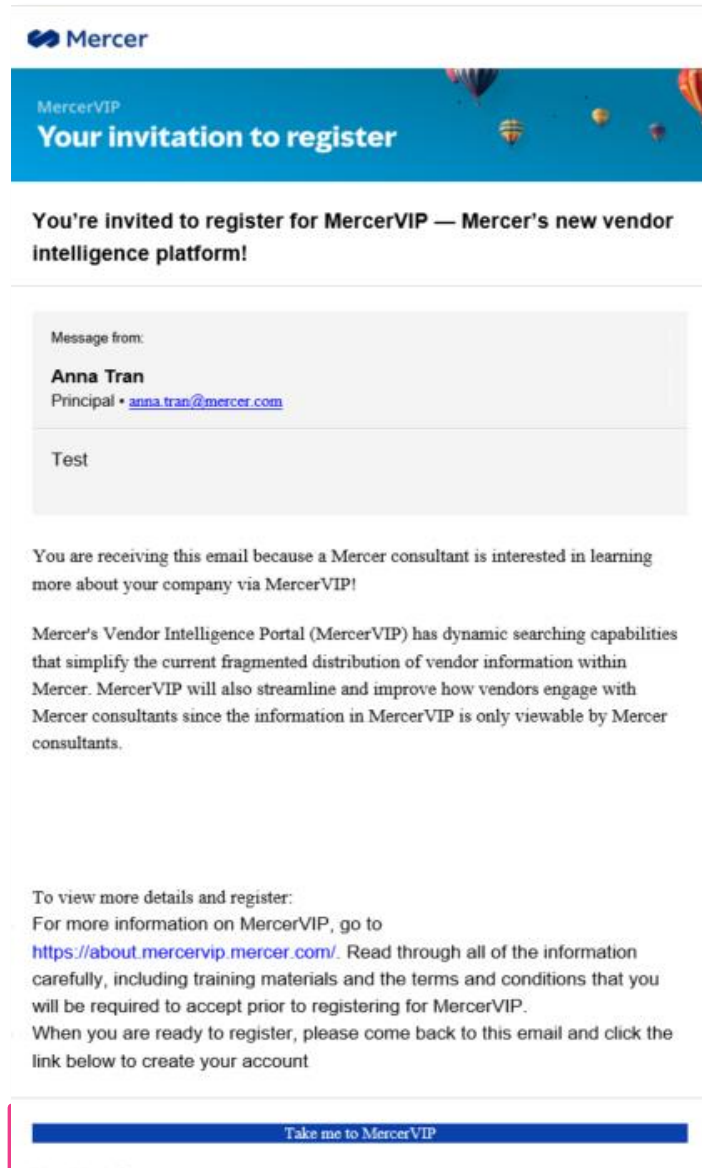 Mercer
MercerVIP
Your invitation to register
You're invited to register for MercerVIP — Mercer's new vendor
intelligence platform!
Message from:
Anna Tran
Principal • anna.tran@mercer.com
Test
You are receiving this email because a Mercer consultant is interested in learning
more about your company via MercerVIP!
Mercer's Vendor Intelligence Portal (MercerVIP) has dynamic searching capabilities
that simplify the current fragmented distribution of vendor information within
Mercer. MercerVIP will also streamline and improve how vendors engage with
Mercer consultants since the information in MercerVIP is only viewable by Mercer
consultants.
To view more details and register:
For more information on MercerVIP, go to
https://about.mercervip.mercer.com/. Read through all of the information
carefully, including training materials and the terms and conditions that you
will be required to accept prior to registering for MercerVIP.
When you are ready to register, please come back to this email and click the
link below to create your account
Take me to MercerVIP